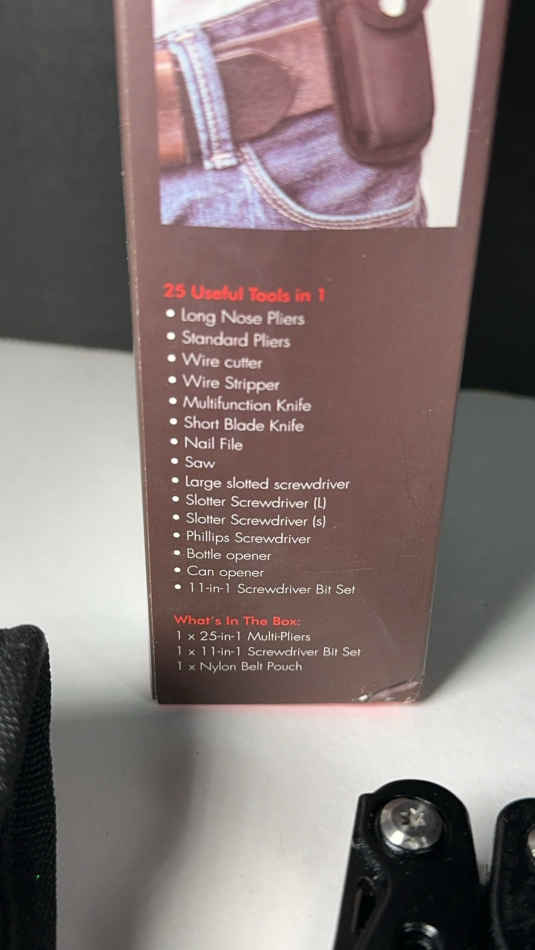 25 Useful Tools in 1
• Long Nose Pliers
• Standard Pliers
• Wire cutter
• Wire Stripper
• Multifunction Knife
• Short Blade Knife
• Nail File
• Saw
• Large slotted screwdriver
• Slotter Screwdriver (L)
• Slotter Screwdriver (s)
• Phillips Screwdriver
• Bottle opener
• Can opener
• 11-in-1 Screwdriver Bit Set
What's In The Box:
1 x 25-in-1 Multi-Pliers
1 x 11-in-1 Screwdriver Bit Set
1 x Nylon Belt Pouch